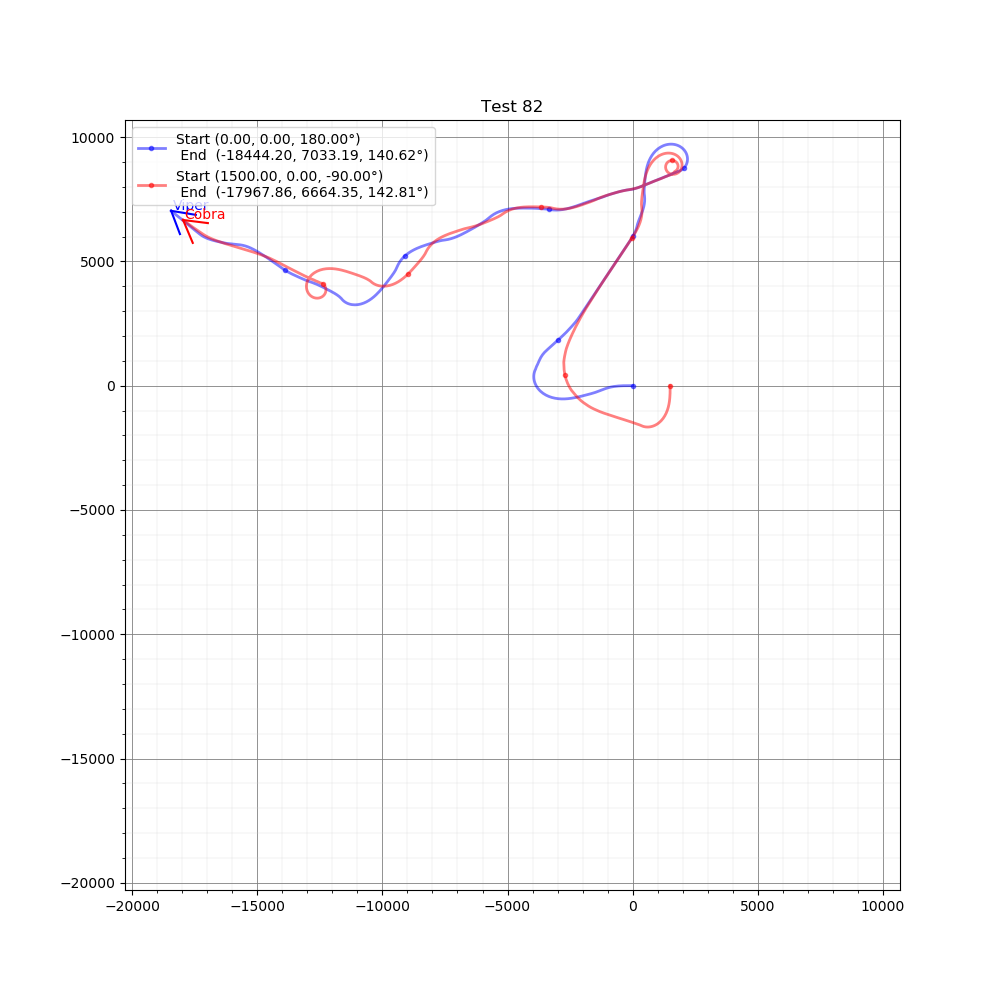 Test 82
Start (0.00, 0.00, 180.00°)
End (-18444.20, 7033.19, 140.62°)
Start (1500.00, 0.00, -90.00°)
End (-17967.86, 6664.35, 142.81°)
Viper
Cobra
10000
5000
0
−5000
−10000
−15000
−20000
−20000 −15000 −10000 −5000 0 5000 10000